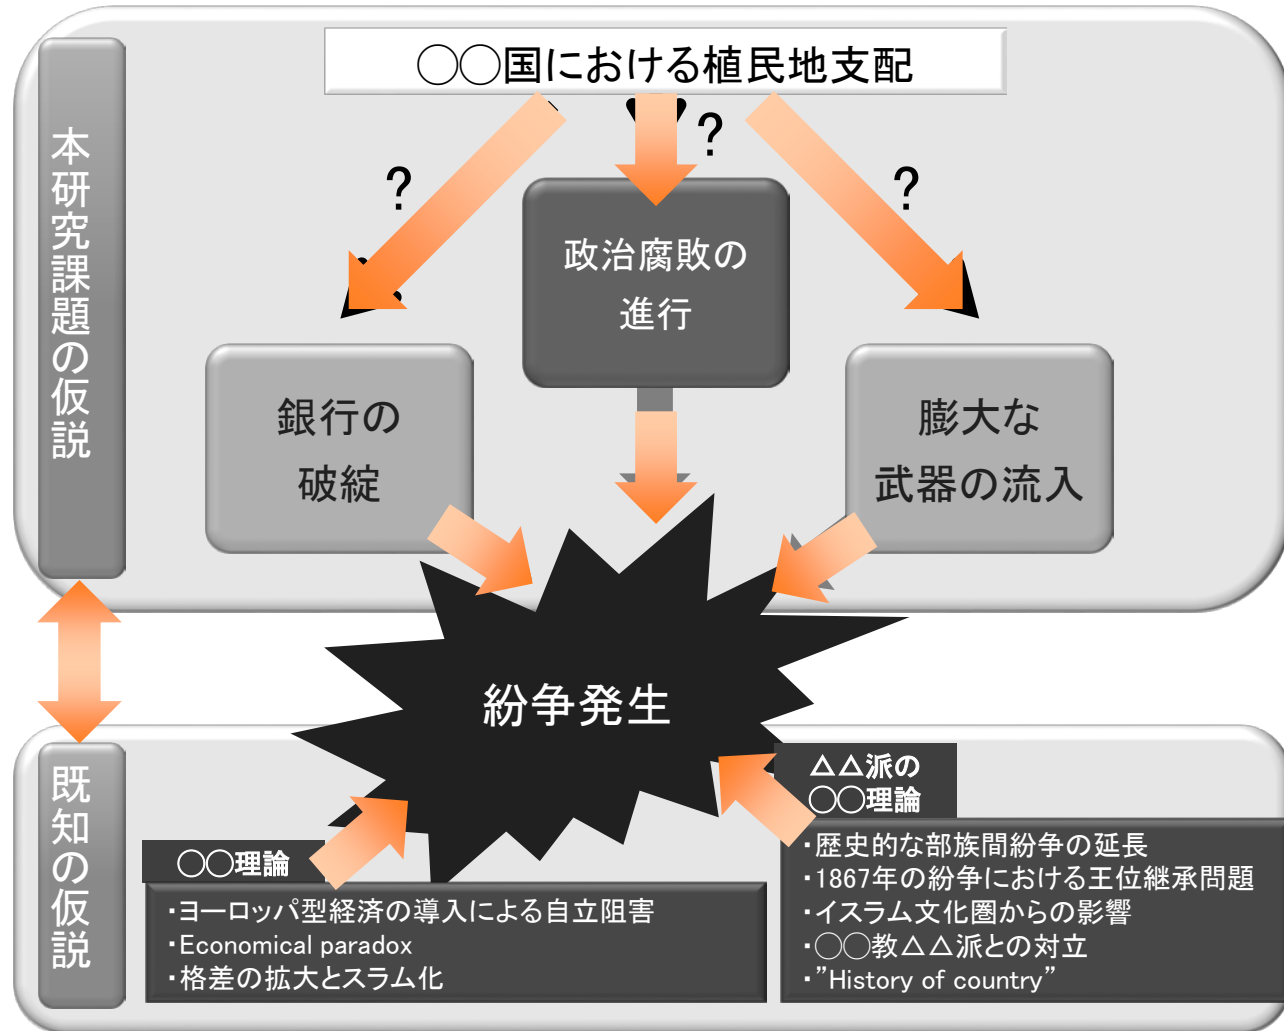 ○○国における植民地支配
本研究課題の仮説
?
?
?
政治腐敗の
進行
銀行の
破綻
膨大な
武器の流入
紛争発生
既知の仮説
○○理論
・ヨーロッパ型経済の導入による自立阻害
・Economical paradox
・格差の拡大とスラム化
△△派の
○○理論
・歴史的な部族間紛争の延長
・1867年の紛争における王位継承問題
・イスラム文化圏からの影響
・○○教△△派との対立
・”History of country”